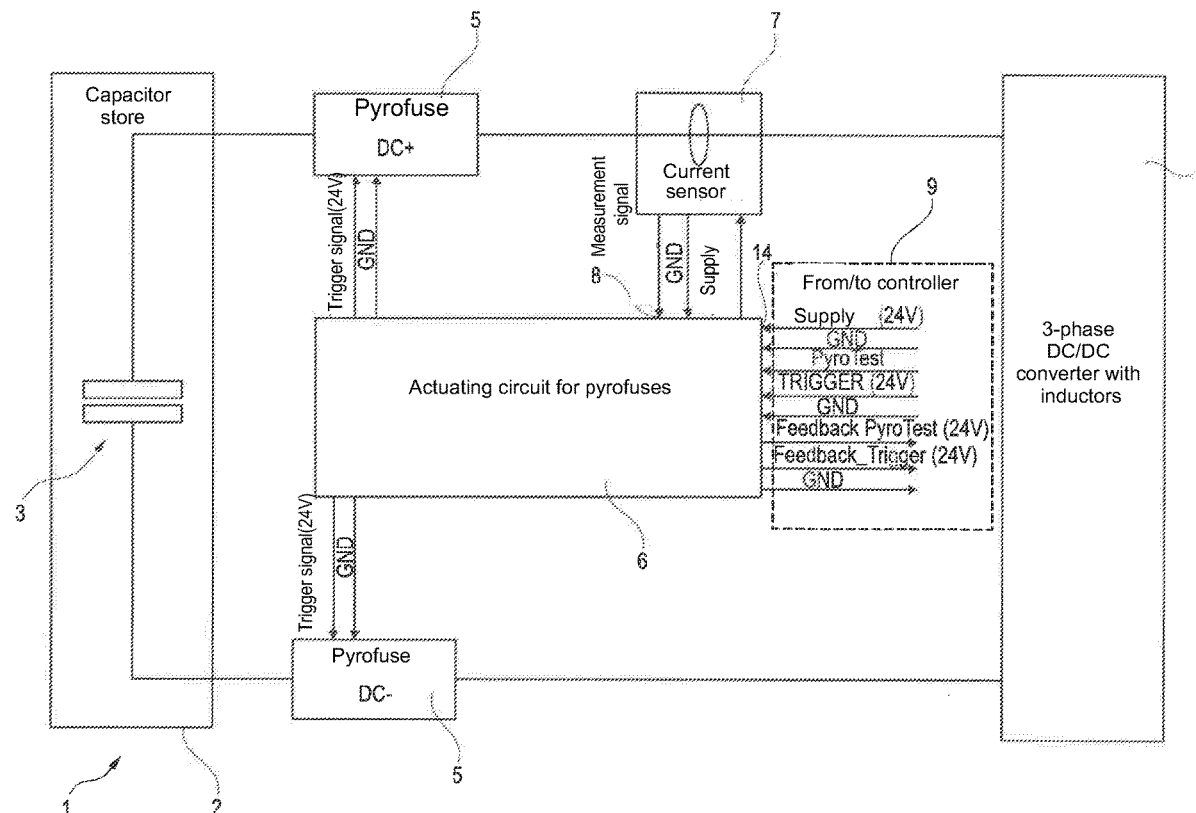 5
7
Capacitor
store
Pyrofuse
DC+
Current
sensor
Trigger signal(24V)
GND
Measurement
signal
GND
Supply
8
14
9
From/to controller
Supply (24V)
GND
PyroTest
TRIGGER (24V)
GND
Feedback PyroTest (24V)
Feedback_Trigger (24V)
GND
Actuating circuit for pyrofuses
3-phase
DC/DC
converter with
inductors
3
6
Trigger signal(24V)
GND
Pyrofuse
DC-
5
1
2